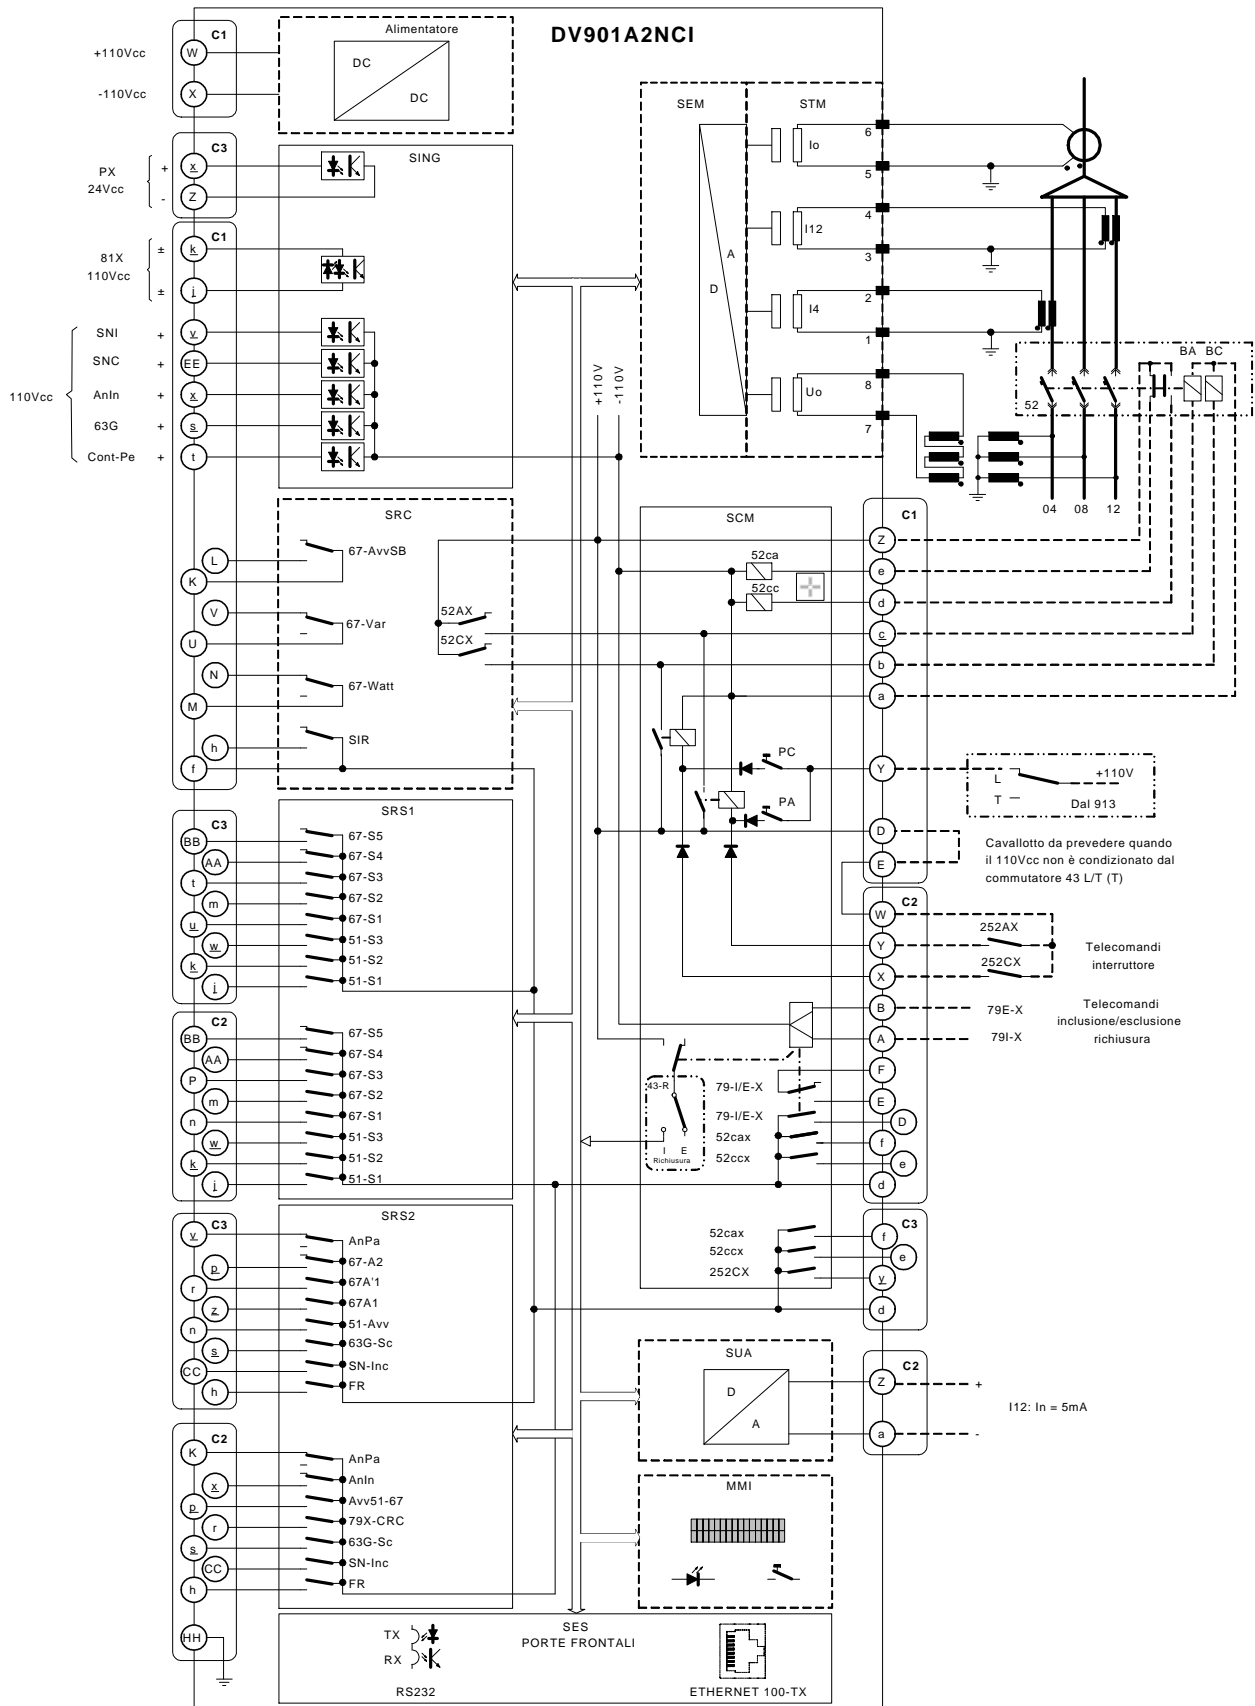 DV901A2NCI
C1
W
X
+110Vcc
-110Vcc
Alimentatore
DC
DC
C3
x
Z
PX
24Vcc
+
-
SING
C1
k
j
81X
110Vcc
±
±
110Vcc
SNI + v
SNC + EE
AnIn + x
63G + s
Cont-Pe + t
SRC
L
K
67-AvvSB
V
U
67-Var
N
M
67-Watt
h
f
SIR
52AX
52CX
+110V
-110V
SEM
STM
A
D
Io
I12
I4
Uo
6
5
4
3
2
1
8
7
BA BC
52
04 08 12
SCM
52ca
52cc
C1
Z
e
d
c
b
a
PC
PA
Y
L
T
+110V
Dal 913
D
E
Cavallotto da prevedere quando
il 110Vcc non è condizionato dal
commutatore 43 L/T (T)
C2
W
Y
X
252AX
252CX
Telecomandi
interruttore
B
A
79E-X
79I-X
Telecomandi
inclusione/esclusione
richiusura
F
E
D
f
e
d
43-R
I E
Richiusura
79-I/E-X
79-I/E-X
52cax
52ccx
C3
f
e
y
d
52cax
52ccx
252CX
SRS1
C3
BB
AA
t
m
u
w
k
j
67-S5
67-S4
67-S3
67-S2
67-S1
51-S3
51-S2
51-S1
C2
BB
AA
P
m
n
w
k
j
67-S5
67-S4
67-S3
67-S2
67-S1
51-S3
51-S2
51-S1
SRS2
C3
v
p
r
z
n
s
CC
h
AnPa
67-A2
67A'1
67A1
51-Avv
63G-Sc
SN-Inc
FR
C2
K
x
p
r
s
CC
h
HH
AnPa
AnIn
Avv51-67
79X-CRC
63G-Sc
SN-Inc
FR
SUA
D
A
C2
Z
a
+
-
I12: In = 5mA
MMI
SES
PORTE FRONTALI
TX
RX
RS232
ETHERNET 100-TX